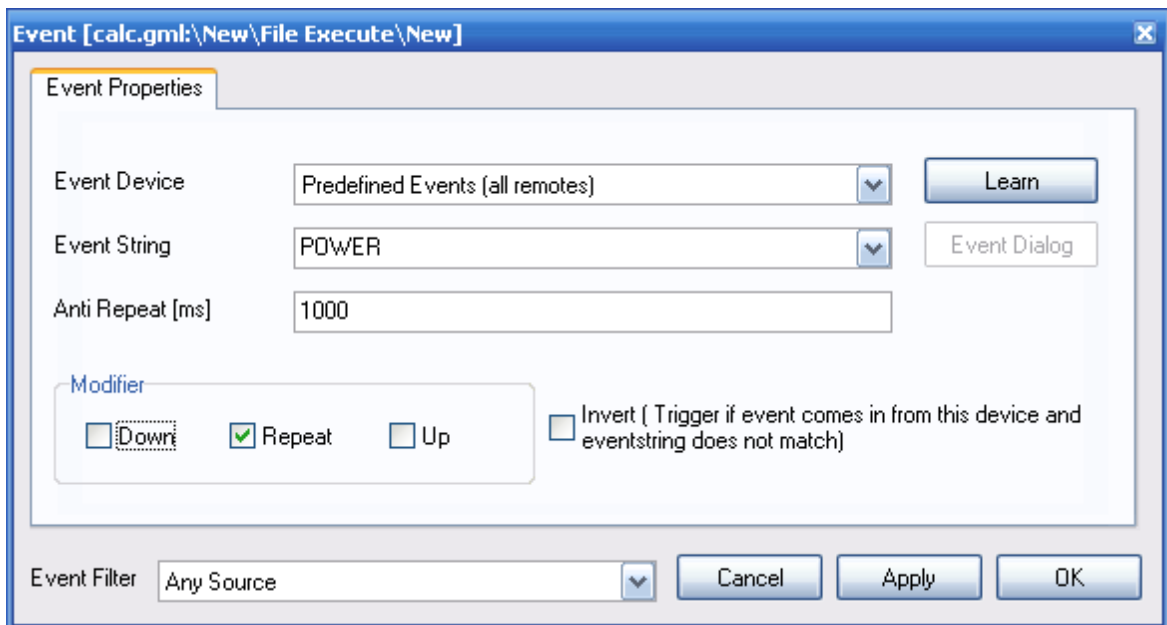 Event [calc.gml:\New\File Execute\New]
Event Properties
Event Device
Predefined Events (all remotes)
Learn
Event String
POWER
Event Dialog
Anti Repeat [ms]
1000
Modifier
Down
Repeat
Up
Invert ( Trigger if event comes in from this device and
eventstring does not match)
Event Filter
Any Source
Cancel
Apply
OK